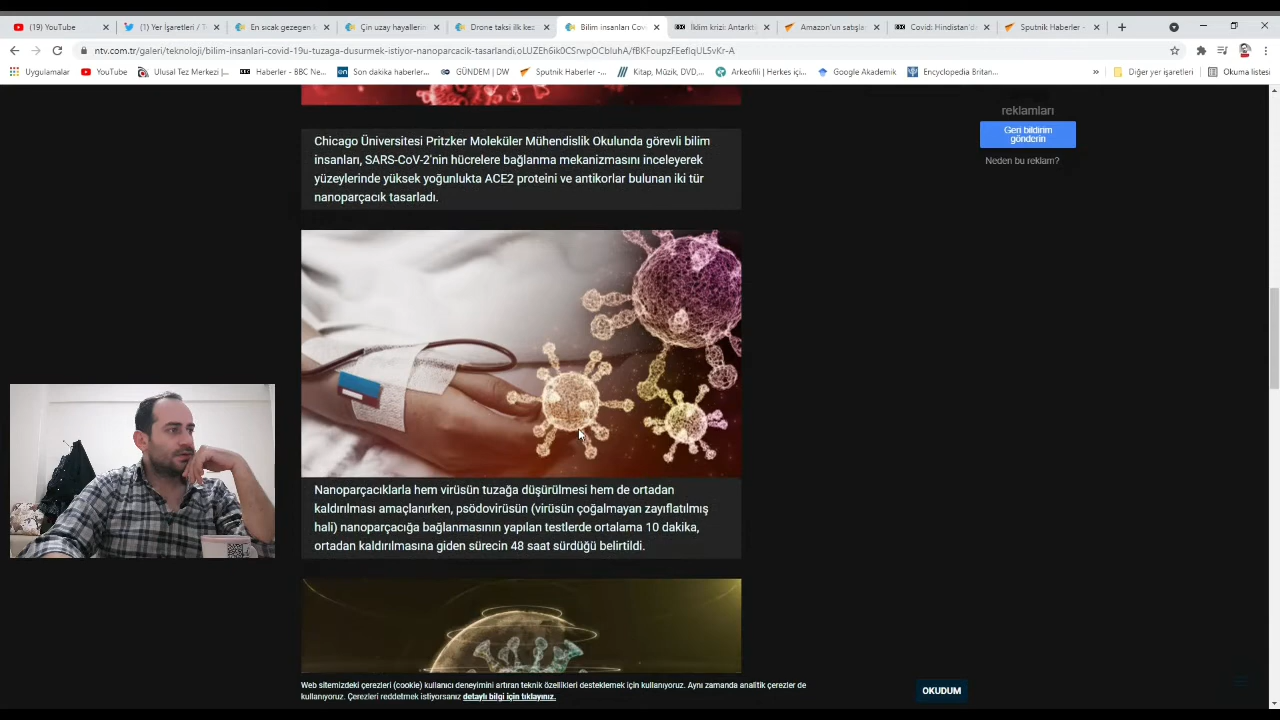 (19) YouTube
(1) Yer İşaretleri / T
En sıcak gezegen k
Çin uzay hayallerin
Drone taksi ilk kez
Bilim insanları Cov
İklim krizi: Antarkt
Amazon'un satışla
Covid: Hindistan'd
Sputnik Haberler -
ntv.com.tr/galeri/teknoloji/bilim-insanlari-covid-19u-tuzaga-dusurmek-istiyor-nanoparcacik-tasarlandi,oLUZEh6ik0CSrwpOCbIuhA/fBKFoupzFEefIqUL5vKr-A
Uygulamalar
YouTube
Ulusal Tez Merkezi |...
Haberler - BBC Ne...
Son dakika haberler...
GÜNDEM | DW
Sputnik Haberler -...
Kitap, Müzik, DVD,...
Arkeofili | Herkes içi...
Google Akademik
Encyclopedia Britan...
»
Diğer yer işaretleri
Okuma listesi
reklamları
Geri bildirim
gönderin
Neden bu reklam?
Chicago Üniversitesi Pritzker Moleküler Mühendislik Okulunda görevli bilim
insanları, SARS-CoV-2'nin hücrelere bağlanma mekanizmasını inceleyerek
yüzeylerinde yüksek yoğunlukta ACE2 proteini ve antikorlar bulunan iki tür
nanoparçacık tasarladı.
Nanoparçacıklarla hem virüsün tuzağa düşürülmesi hem de ortadan
kaldırılması amaçlanırken, psödovirüsün (virüsün çoğalmayan zayıflatılmış
hali) nanoparçacığa bağlanmasının yapılan testlerde ortalama 10 dakika,
ortadan kaldırılmasına giden sürecin 48 saat sürdüğü belirtildi.
Web sitemizdeki çerezleri (cookie) kullanıcı deneyimini artıran teknik özellikleri desteklemek için kullanıyoruz. Aynı zamanda analitik çerezler de
kullanıyoruz. Çerezleri reddetmek istiyorsanız detaylı bilgi için tıklayınız.
OKUDUM